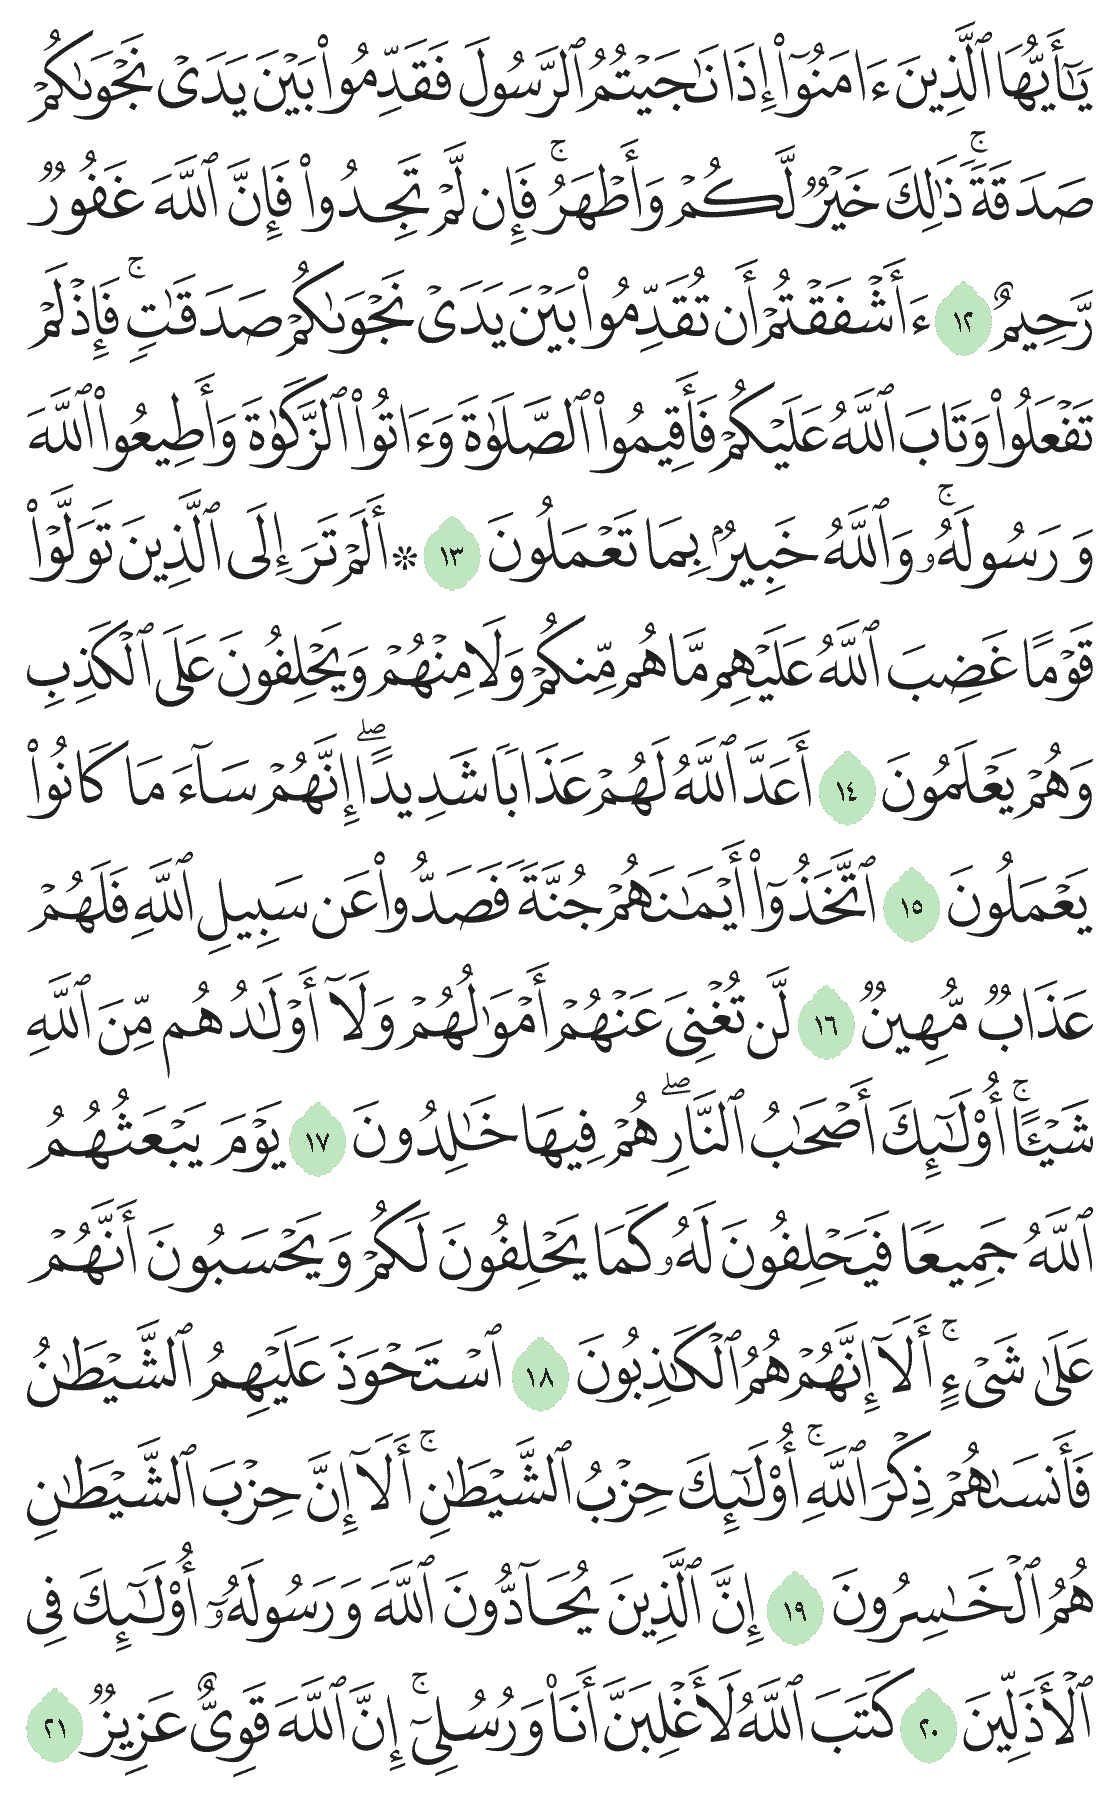 يَٰٓأَيُّهَا ٱلَّذِينَ ءَامَنُوٓا۟ إِذَا نَٰجَيْتُمُ ٱلرَّسُولَ فَقَدِّمُوا۟ بَيْنَ يَدَىْ نَجْوَىٰكُمْ
صَدَقَةً ۚ ذَٰلِكَ خَيْرٌ لَّكُمْ وَأَطْهَرُ ۚ فَإِن لَّمْ تَجِدُوا۟ فَإِنَّ ٱللَّهَ غَفُورٌ
رَّحِيمٌ ١٢ ءَأَشْفَقْتُمْ أَن تُقَدِّمُوا۟ بَيْنَ يَدَىْ نَجْوَىٰكُمْ صَدَقَٰتٍ ۚ فَإِذْ لَمْ
تَفْعَلُوا۟ وَتَابَ ٱللَّهُ عَلَيْكُمْ فَأَقِيمُوا۟ ٱلصَّلَوٰةَ وَءَاتُوا۟ ٱلزَّكَوٰةَ وَأَطِيعُوا۟ ٱللَّهَ
وَرَسُولَهُۥ ۚ وَٱللَّهُ خَبِيرٌۢ بِمَا تَعْمَلُونَ ١٣ ۞ أَلَمْ تَرَ إِلَى ٱلَّذِينَ تَوَلَّوْا۟
قَوْمًا غَضِبَ ٱللَّهُ عَلَيْهِم مَّا هُم مِّنكُمْ وَلَا مِنْهُمْ وَيَحْلِفُونَ عَلَى ٱلْكَذِبِ
وَهُمْ يَعْلَمُونَ ١٤ أَعَدَّ ٱللَّهُ لَهُمْ عَذَابًا شَدِيدًا ۖ إِنَّهُمْ سَآءَ مَا كَانُوا۟
يَعْمَلُونَ ١٥ ٱتَّخَذُوٓا۟ أَيْمَٰنَهُمْ جُنَّةً فَصَدُّوا۟ عَن سَبِيلِ ٱللَّهِ فَلَهُمْ
عَذَابٌ مُّهِينٌ ١٦ لَّن تُغْنِىَ عَنْهُمْ أَمْوَٰلُهُمْ وَلَآ أَوْلَٰدُهُم مِّنَ ٱللَّهِ
شَيْـًٔا ۚ أُو۟لَٰٓئِكَ أَصْحَٰبُ ٱلنَّارِ ۖ هُمْ فِيهَا خَٰلِدُونَ ١٧ يَوْمَ يَبْعَثُهُمُ
ٱللَّهُ جَمِيعًا فَيَحْلِفُونَ لَهُۥ كَمَا يَحْلِفُونَ لَكُمْ وَيَحْسَبُونَ أَنَّهُمْ
عَلَىٰ شَىْءٍ ۚ أَلَآ إِنَّهُمْ هُمُ ٱلْكَٰذِبُونَ ١٨ ٱسْتَحْوَذَ عَلَيْهِمُ ٱلشَّيْطَٰنُ
فَأَنسَىٰهُمْ ذِكْرَ ٱللَّهِ ۚ أُو۟لَٰٓئِكَ حِزْبُ ٱلشَّيْطَٰنِ ۚ أَلَآ إِنَّ حِزْبَ ٱلشَّيْطَٰنِ
هُمُ ٱلْخَٰسِرُونَ ١٩ إِنَّ ٱلَّذِينَ يُحَآدُّونَ ٱللَّهَ وَرَسُولَهُۥٓ أُو۟لَٰٓئِكَ فِى
ٱلْأَذَلِّينَ ٢٠ كَتَبَ ٱللَّهُ لَأَغْلِبَنَّ أَنَا۠ وَرُسُلِىٓ ۚ إِنَّ ٱللَّهَ قَوِىٌّ عَزِيزٌ ٢١